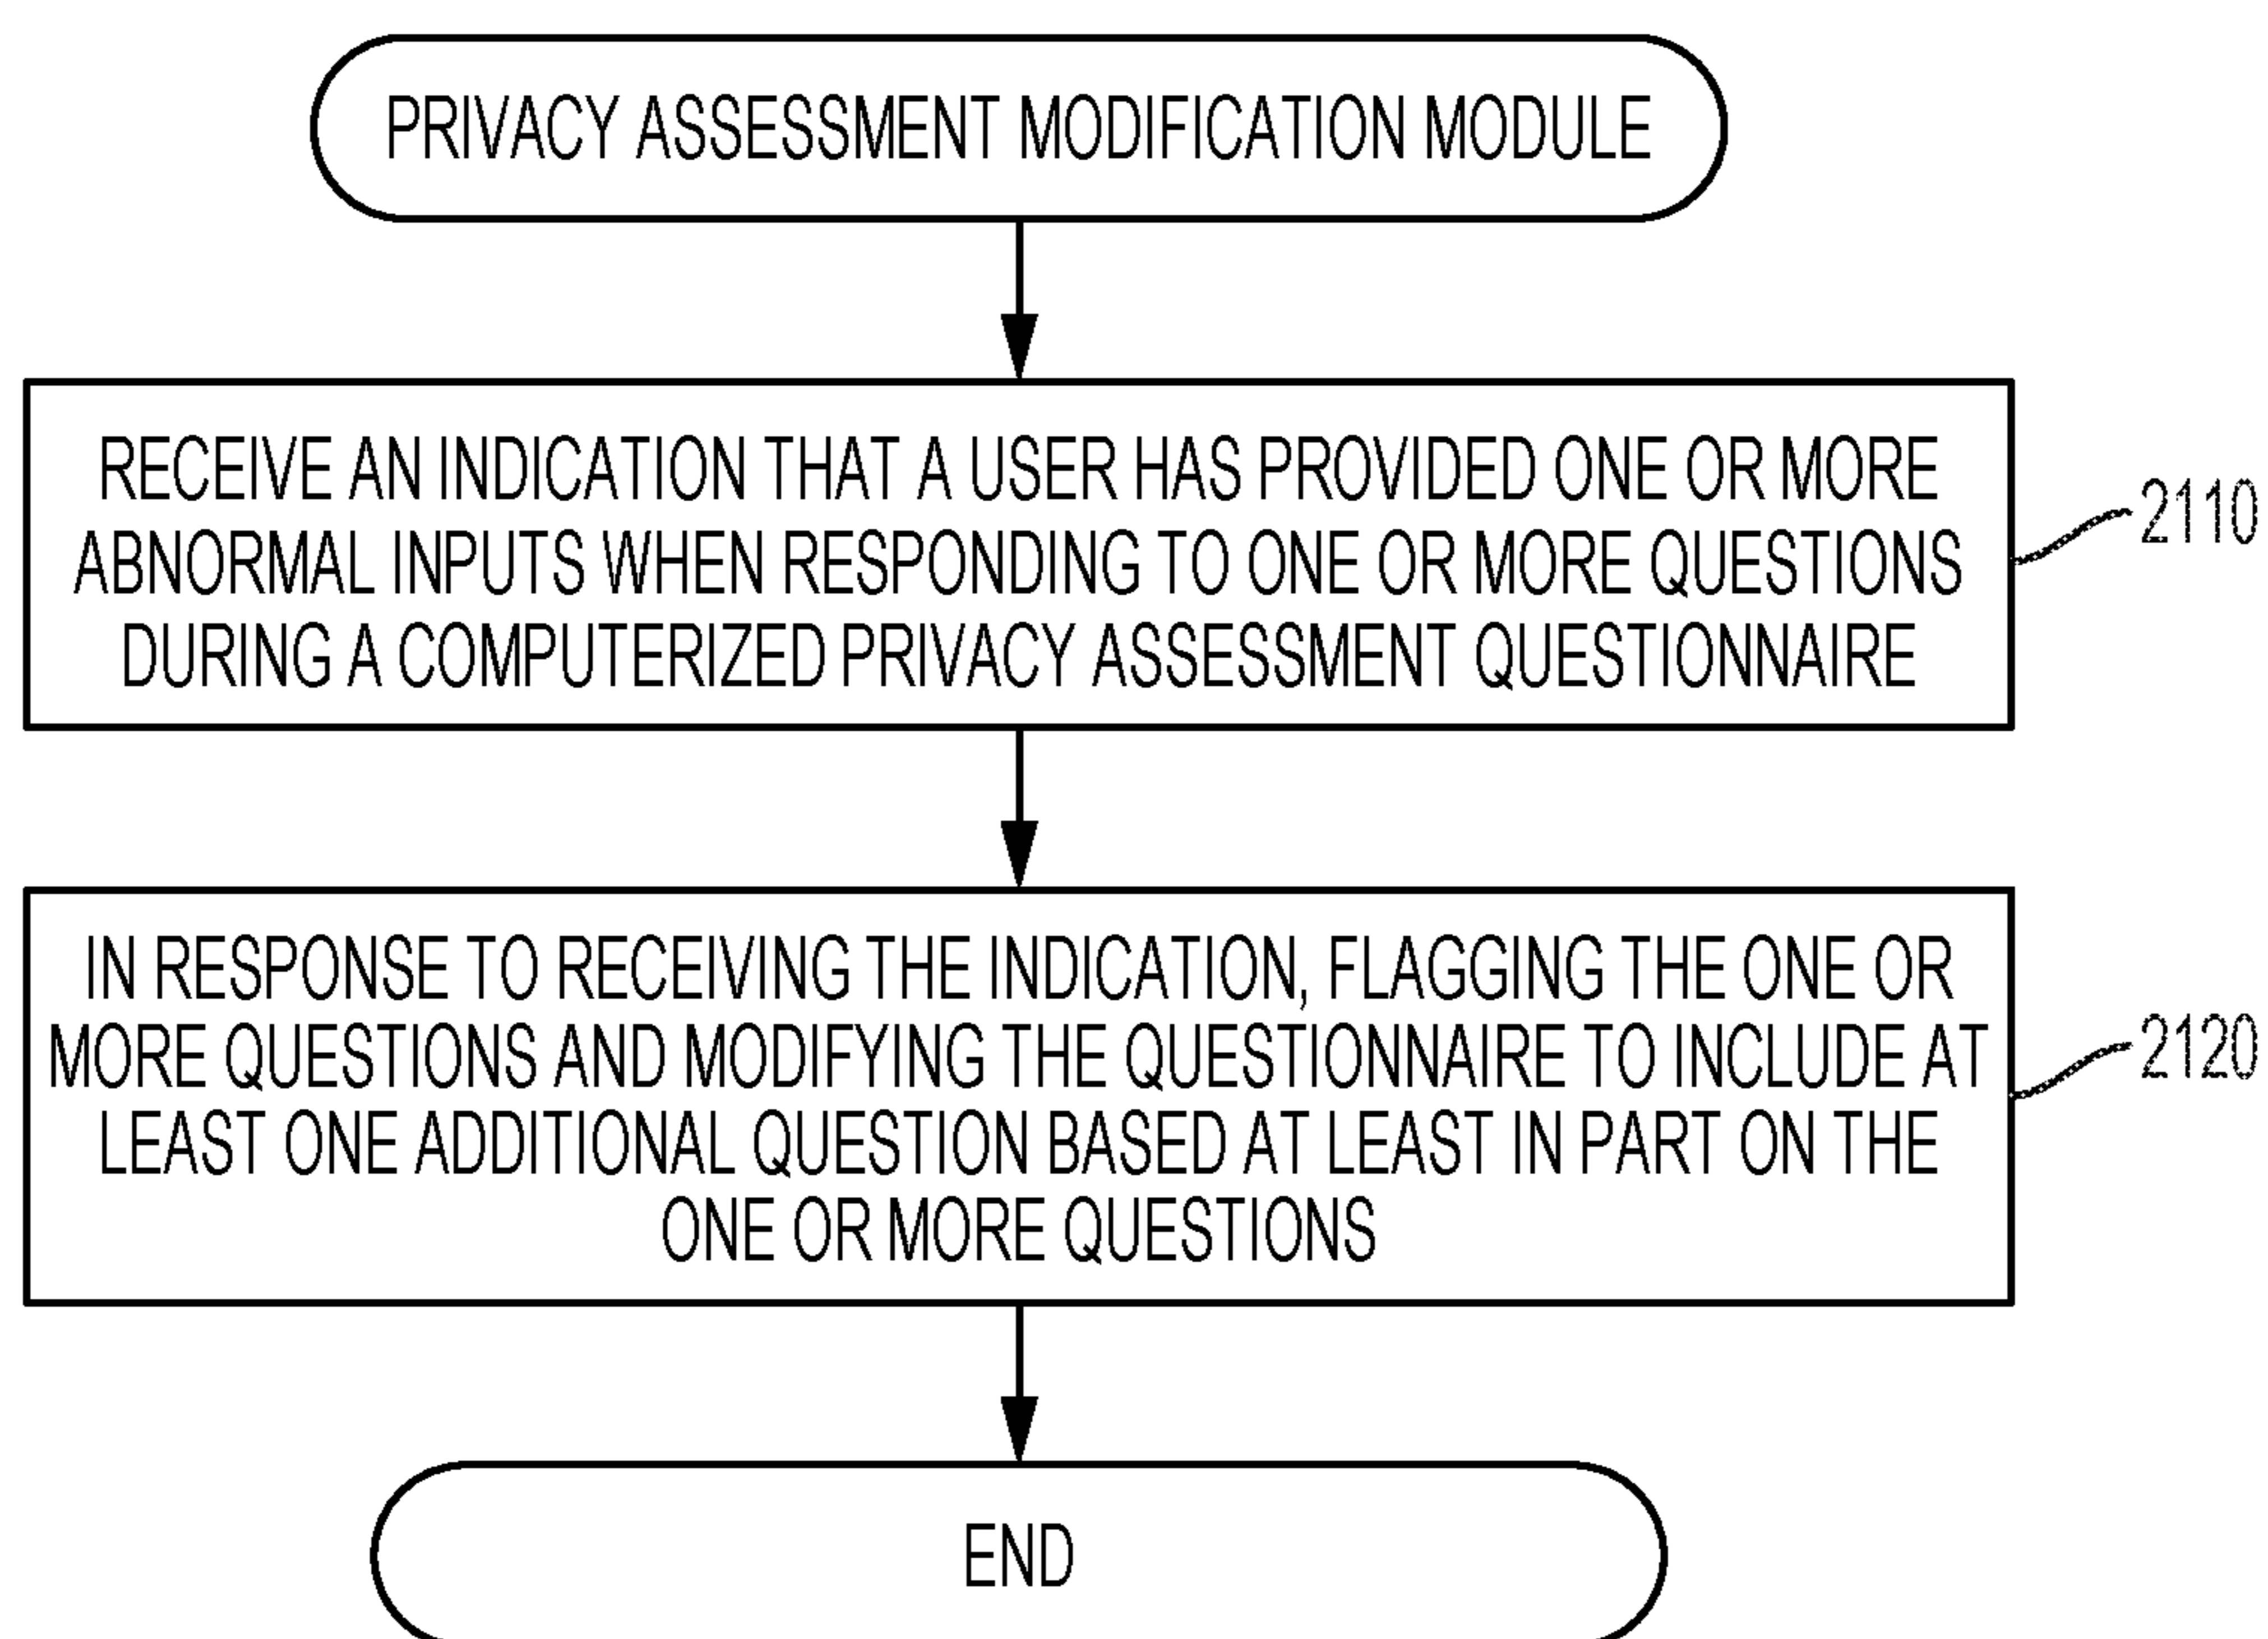 PRIVACY ASSESSMENT MODIFICATION MODULE
RECEIVE AN INDICATION THAT A USER HAS PROVIDED ONE OR MORE
ABNORMAL INPUTS WHEN RESPONDING TO ONE OR MORE QUESTIONS
DURING A COMPUTERIZED PRIVACY ASSESSMENT QUESTIONNAIRE
2110
IN RESPONSE TO RECEIVING THE INDICATION, FLAGGING THE ONE OR
MORE QUESTIONS AND MODIFYING THE QUESTIONNAIRE TO INCLUDE AT
LEAST ONE ADDITIONAL QUESTION BASED AT LEAST IN PART ON THE
ONE OR MORE QUESTIONS
2120
END